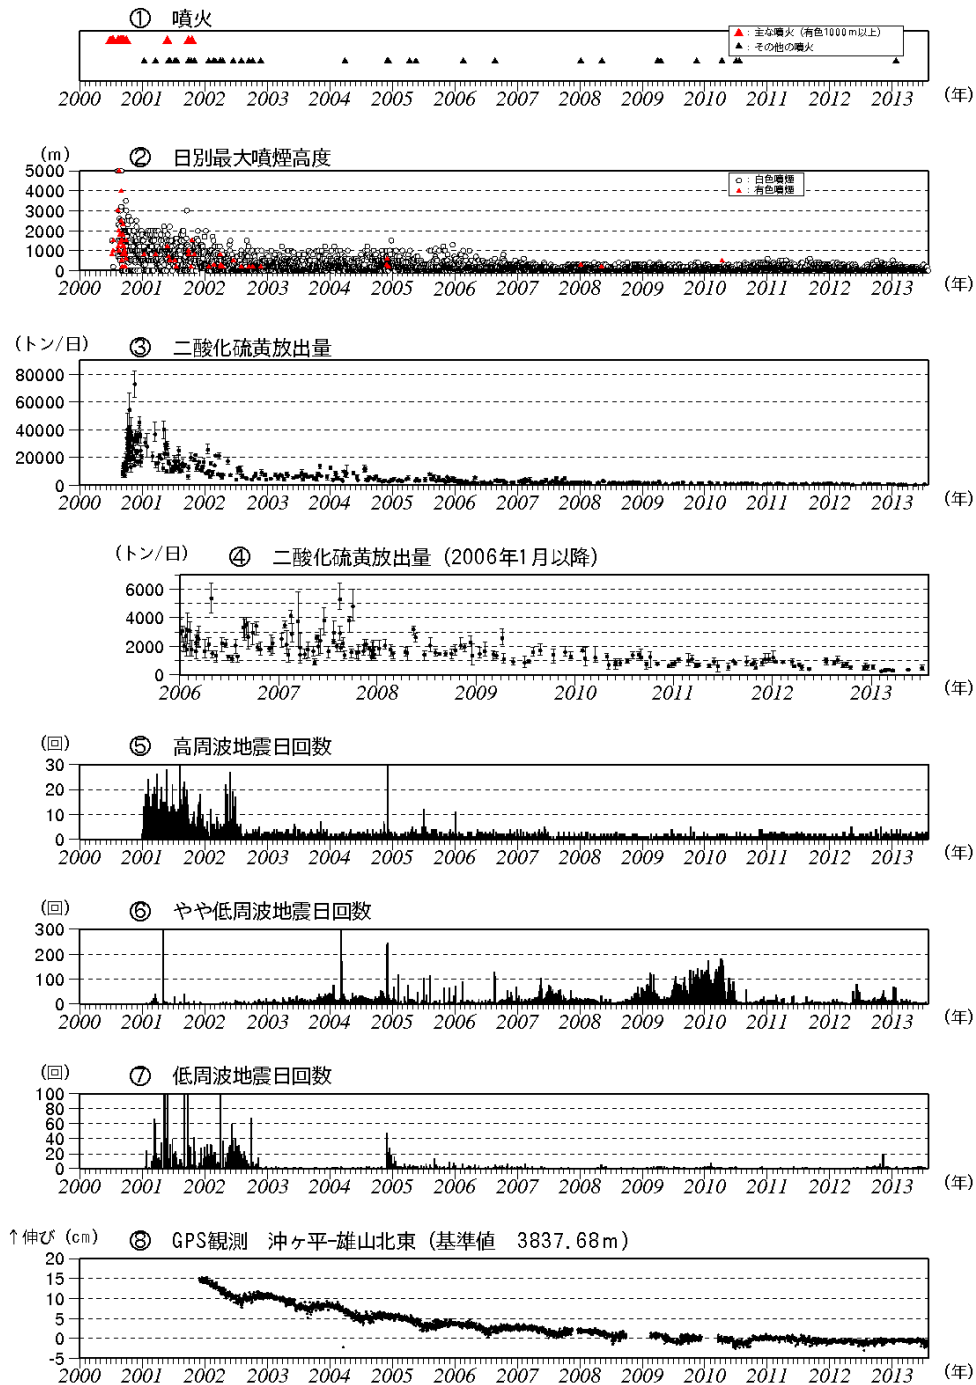 ① 噴火
▲：主な噴火（有色1000m以上）
▲：その他の噴火
2000 2001 2002 2003 2004 2005 2006 2007 2008 2009 2010 2011 2012 2013 (年)
(m) ② 日別最大噴煙高度
○：白色噴煙
▲：有色噴煙
5000
4000
3000
2000
1000
0
2000 2001 2002 2003 2004 2005 2006 2007 2008 2009 2010 2011 2012 2013 (年)
(トン/日) ③ 二酸化硫黄放出量
80000
60000
40000
20000
0
2000 2001 2002 2003 2004 2005 2006 2007 2008 2009 2010 2011 2012 2013 (年)
(トン/日) ④ 二酸化硫黄放出量（2006年1月以降）
6000
4000
2000
0
2006 2007 2008 2009 2010 2011 2012 2013 (年)
(回) ⑤ 高周波地震日回数
30
20
10
0
2000 2001 2002 2003 2004 2005 2006 2007 2008 2009 2010 2011 2012 2013 (年)
(回) ⑥ やや低周波地震日回数
300
200
100
0
2000 2001 2002 2003 2004 2005 2006 2007 2008 2009 2010 2011 2012 2013 (年)
(回) ⑦ 低周波地震日回数
100
80
60
40
20
0
2000 2001 2002 2003 2004 2005 2006 2007 2008 2009 2010 2011 2012 2013 (年)
↑伸び (cm) ⑧ GPS観測 沖ヶ平-雄山北東（基準値 3837.68m）
20
15
10
5
0
-5
2000 2001 2002 2003 2004 2005 2006 2007 2008 2009 2010 2011 2012 2013 (年)